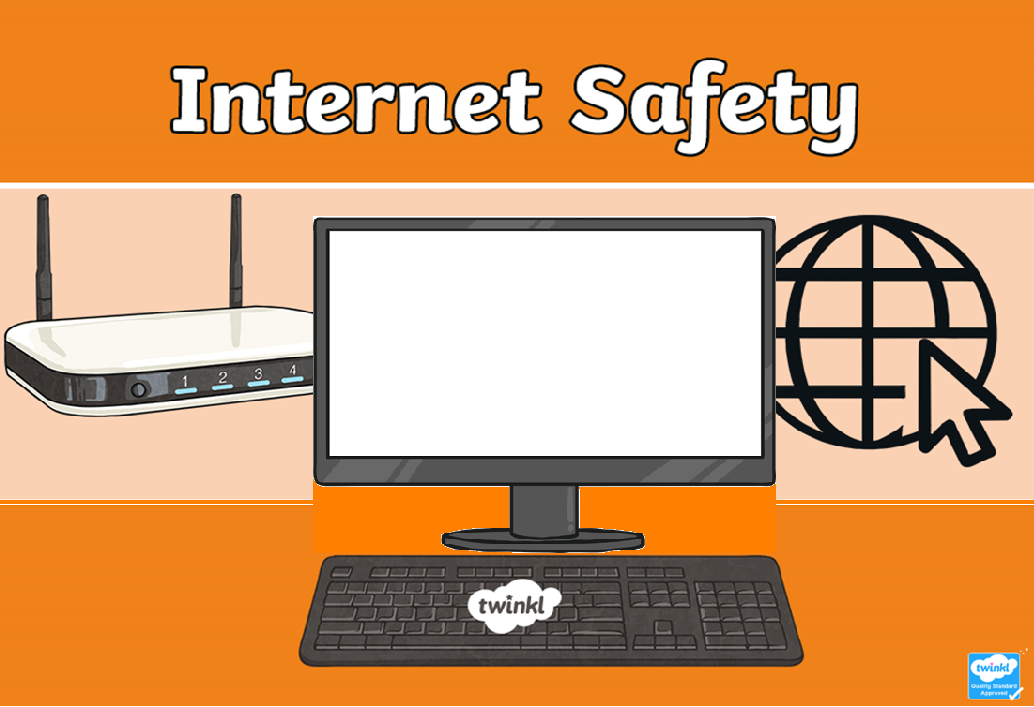 Internet Safety
1 2 3 4
twinkl
twinkl
Quality Standard
Approved